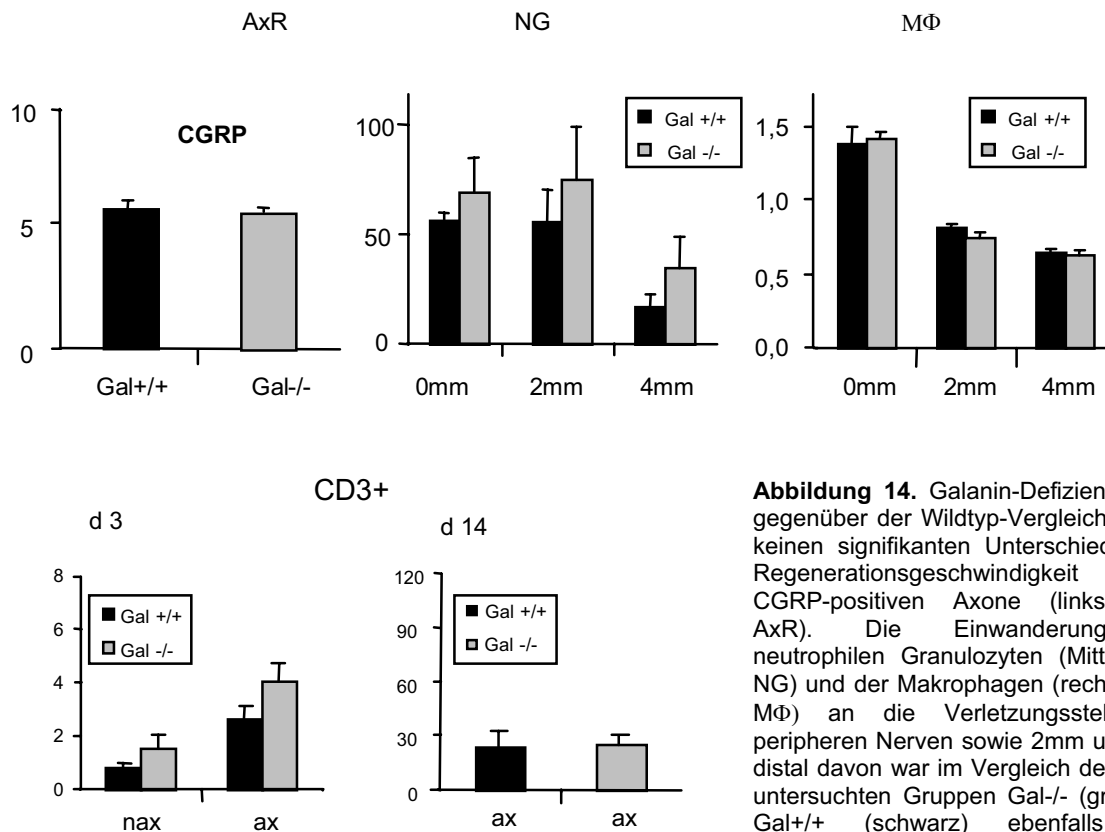 AxR NG MΦ
10
CGRP
5
0
Gal+/+ Gal-/-
100
50
0
Gal +/+
Gal -/-
0mm 2mm 4mm
1,5
1,0
0,5
0,0
Gal +/+
Gal -/-
0mm 2mm 4mm
CD3+
d 3
8
6
4
2
0
Gal +/+
Gal -/-
nax ax
d 14
120
90
60
30
0
Gal +/+
Gal -/-
ax ax
Abbildung 14. Galanin-Defizien
gegenüber der Wildtyp-Vergleich
keinen signifikanten Unterschied
Regenerationsgeschwindigkeit
CGRP-positiven Axone (links
AxR). Die Einwanderung
neutrophilen Granulozyten (Mitt
NG) und der Makrophagen (rech
MΦ) an die Verletzungsstel
peripheren Nerven sowie 2mm u
distal davon war im Vergleich de
untersuchten Gruppen Gal-/- (gr
Gal+/+ (schwarz) ebenfalls